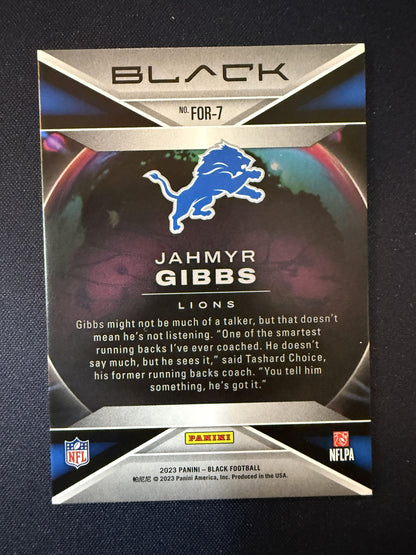 BLACK
NO. FOR-7
JAHMYR
GIBBS
LIONS
Gibbs might not be much of a talker, but that doesn't
mean he's not listening. "One of the smartest
running backs I've ever coached. He doesn't
say much, but he sees it," said Tashard Choice,
his former running backs coach. "You tell him
something, he's got it."
PANINI
NFL
NFLPA
2023 PANINI – BLACK FOOTBALL
帕尼尼 © 2023 Panini America, Inc. Produced in the USA.